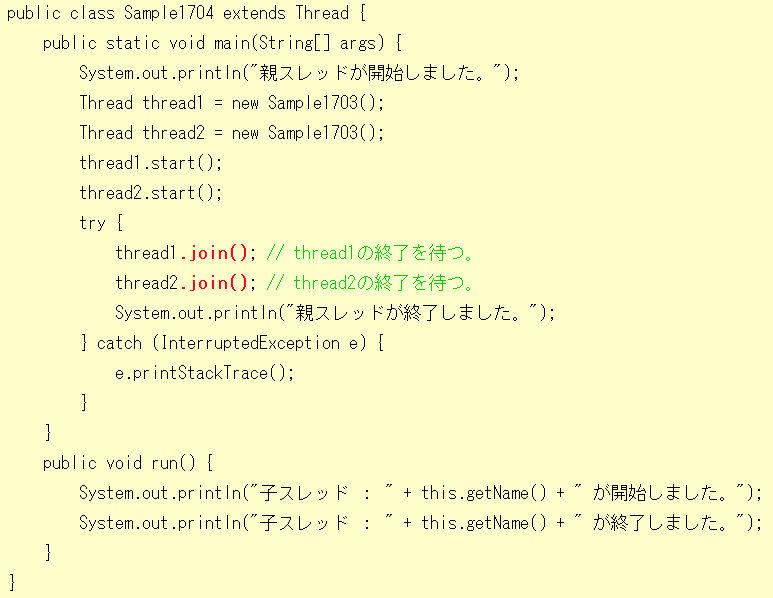 public class Sample1704 extends Thread {
public static void main(String[] args) {
System.out.println("親スレッドが開始しました。");
Thread thread1 = new Sample1703();
Thread thread2 = new Sample1703();
thread1.start();
thread2.start();
try {
thread1.join(); // thread1の終了を待つ。
thread2.join(); // thread2の終了を待つ。
System.out.println("親スレッドが終了しました。");
} catch (InterruptedException e) {
e.printStackTrace();
}
}
public void run() {
System.out.println("子スレッド : " + this.getName() + " が開始しました。");
System.out.println("子スレッド : " + this.getName() + " が終了しました。");
}
}